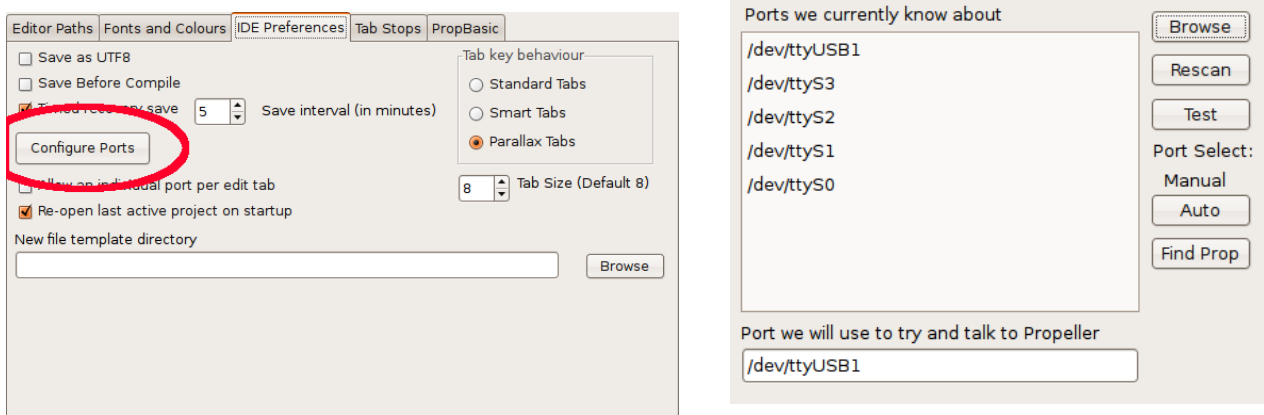 Editor Paths Fonts and Colours IDE Preferences Tab Stops PropBasic
Save as UTF8
Save Before Compile
Timed recovery save 5 Save interval (in minutes)
Configure Ports
Allow an individual port per edit tab
Re-open last active project on startup
New file template directory
Browse
Tab key behaviour
Standard Tabs
Smart Tabs
Parallax Tabs
8 Tab Size (Default 8)
Ports we currently know about
/dev/ttyUSB1
/dev/ttyS3
/dev/ttyS2
/dev/ttyS1
/dev/ttyS0
Browse
Rescan
Test
Port Select:
Manual
Auto
Find Prop
Port we will use to try and talk to Propeller
/dev/ttyUSB1